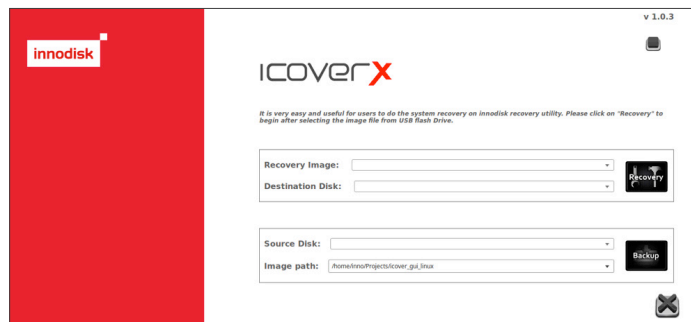 v 1.0.3
innodisk
ICOVERX
It is very easy and useful for users to do the system recovery on innodisk recovery utility. Please click on "Recovery" to
begin after selecting the image file from USB flash Drive.
Recovery Image:
Recovery
Destination Disk:
Source Disk:
Backup
Image path: /home/inno/Projects/icover_gui_linux